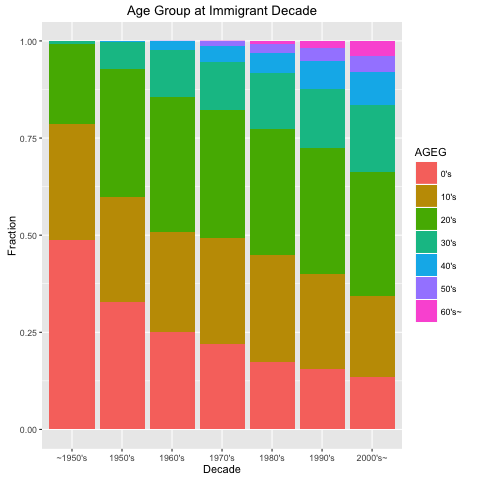 Age Group at Immigrant Decade
1.00
0.75
0.50
0.25
0.00
Fraction
~1950's 1950's 1960's 1970's 1980's 1990's 2000's~
Decade
AGEG
0's
10's
20's
30's
40's
50's
60's~